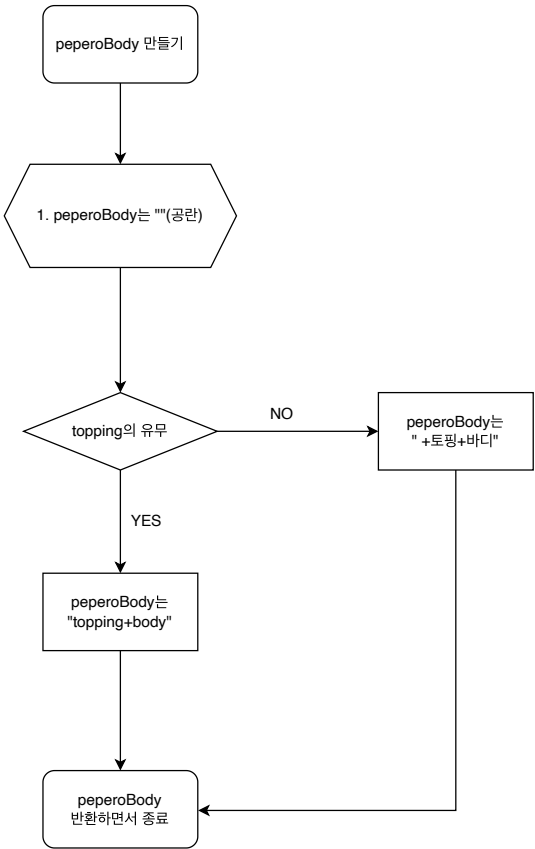 peperoBody 만들기
1. peperoBody는 ""(공란)
topping의 유무
NO
peperoBody는
" +토핑+바디"
YES
peperoBody는
"topping+body"
peperoBody
반환하면서 종료